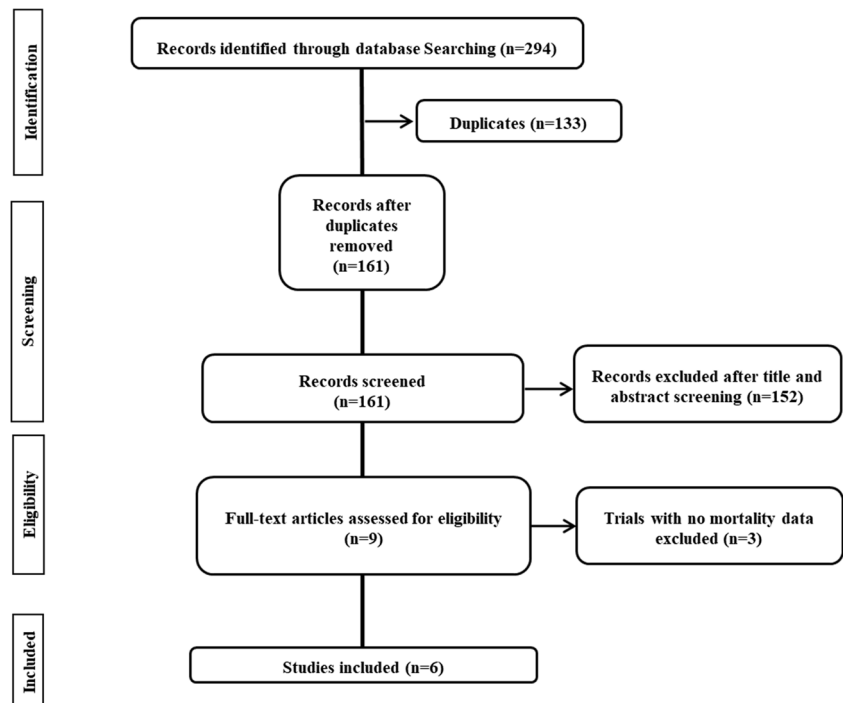 Identification
Records identified through database Searching (n=294)
Duplicates (n=133)
Records after
duplicates
removed
(n=161)
Screening
Records screened
(n=161)
Records excluded after title and
abstract screening (n=152)
Eligibility
Full-text articles assessed for eligibility
(n=9)
Trials with no mortality data
excluded (n=3)
Included
Studies included (n=6)